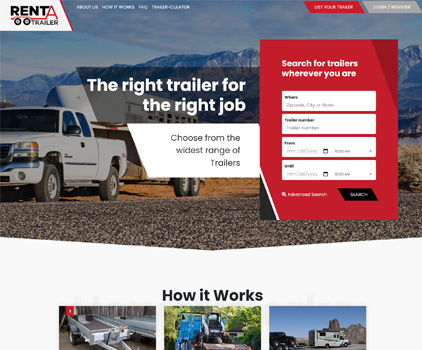 RENTA
TRAILER
ABOUT US HOW IT WORKS FAQ TRAILER-CULATOR
LIST YOUR TRAILER
LOGIN / REGISTER
The right trailer for
the right job
Choose from the
widest range of
Trailers
Search for trailers
wherever you are
Where
Zipcode, City or State
Trailer number
Trailer number
From
mm/dd/yyyy 12:00 AM
Until
mm/dd/yyyy 12:00 AM
Advanced Search
SEARCH
How it Works
1